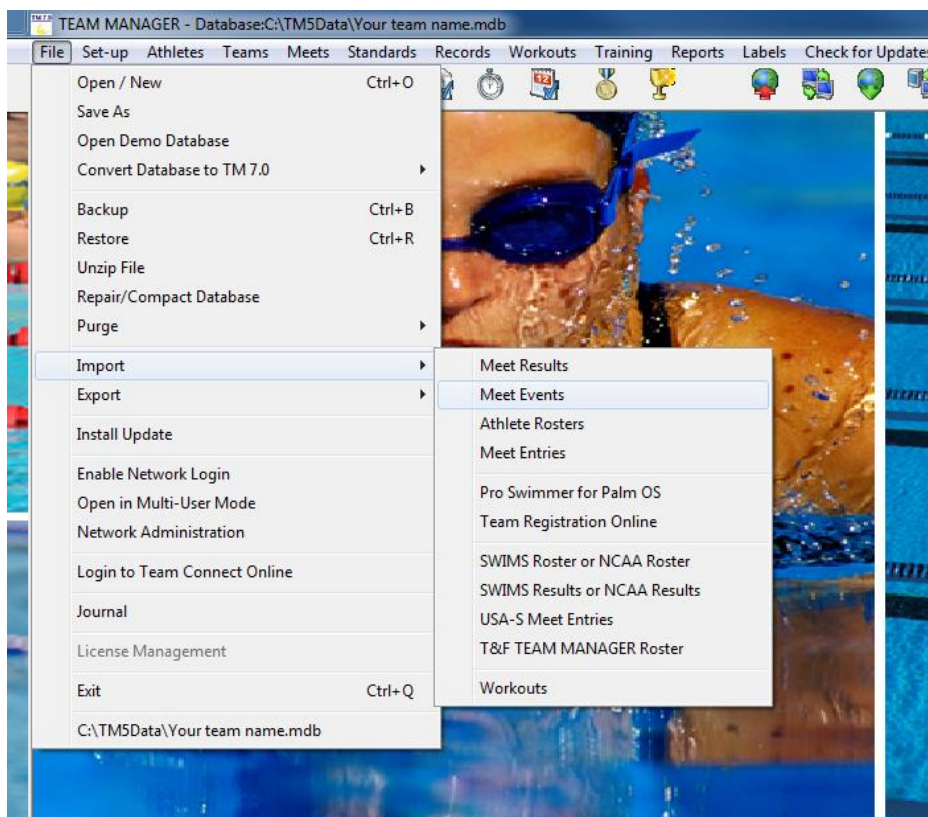 TM 7.0 TEAM MANAGER - Database:C:\TM5Data\Your team name.mdb
File Set-up Athletes Teams Meets Standards Records Workouts Training Reports Labels Check for Updates
12
Open / New Ctrl+O
Save As
Open Demo Database
Convert Database to TM 7.0
Backup Ctrl+B
Restore Ctrl+R
Unzip File
Repair/Compact Database
Purge
Import
Export
Install Update
Enable Network Login
Open in Multi-User Mode
Network Administration
Login to Team Connect Online
Journal
License Management
Exit Ctrl+Q
C:\TM5Data\Your team name.mdb
Meet Results
Meet Events
Athlete Rosters
Meet Entries
Pro Swimmer for Palm OS
Team Registration Online
SWIMS Roster or NCAA Roster
SWIMS Results or NCAA Results
USA-S Meet Entries
T&F TEAM MANAGER Roster
Workouts